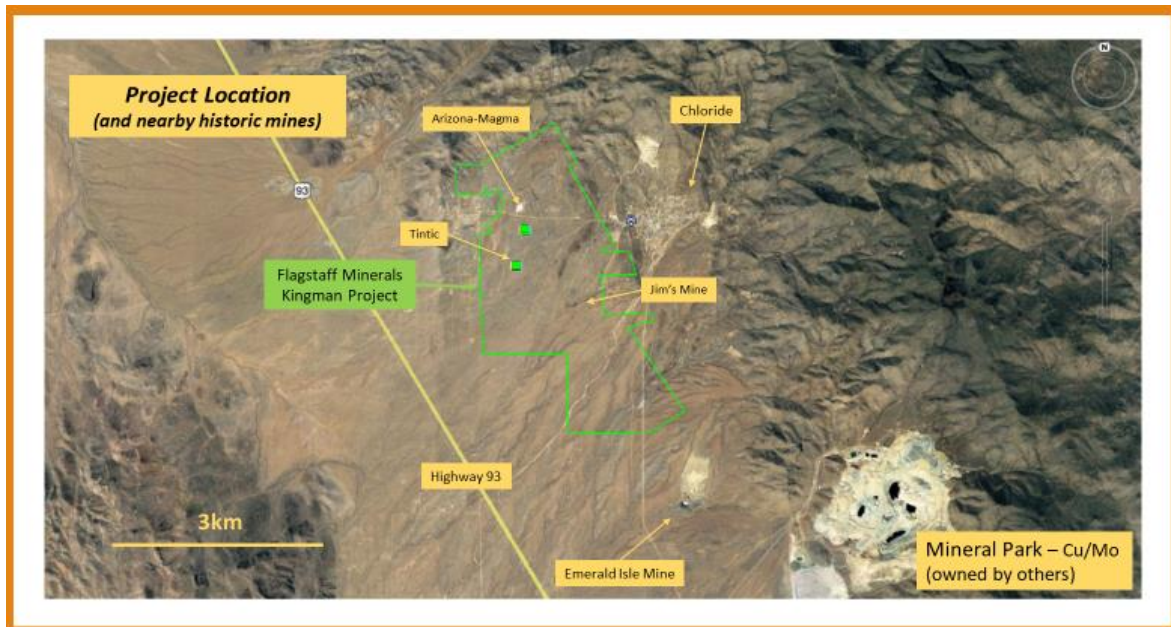 Project Location
(and nearby historic mines)
N
Arizona-Magma
Chloride
93
Tintic
Flagstaff Minerals
Kingman Project
Jim's Mine
Highway 93
3km
Emerald Isle Mine
Mineral Park – Cu/Mo
(owned by others)